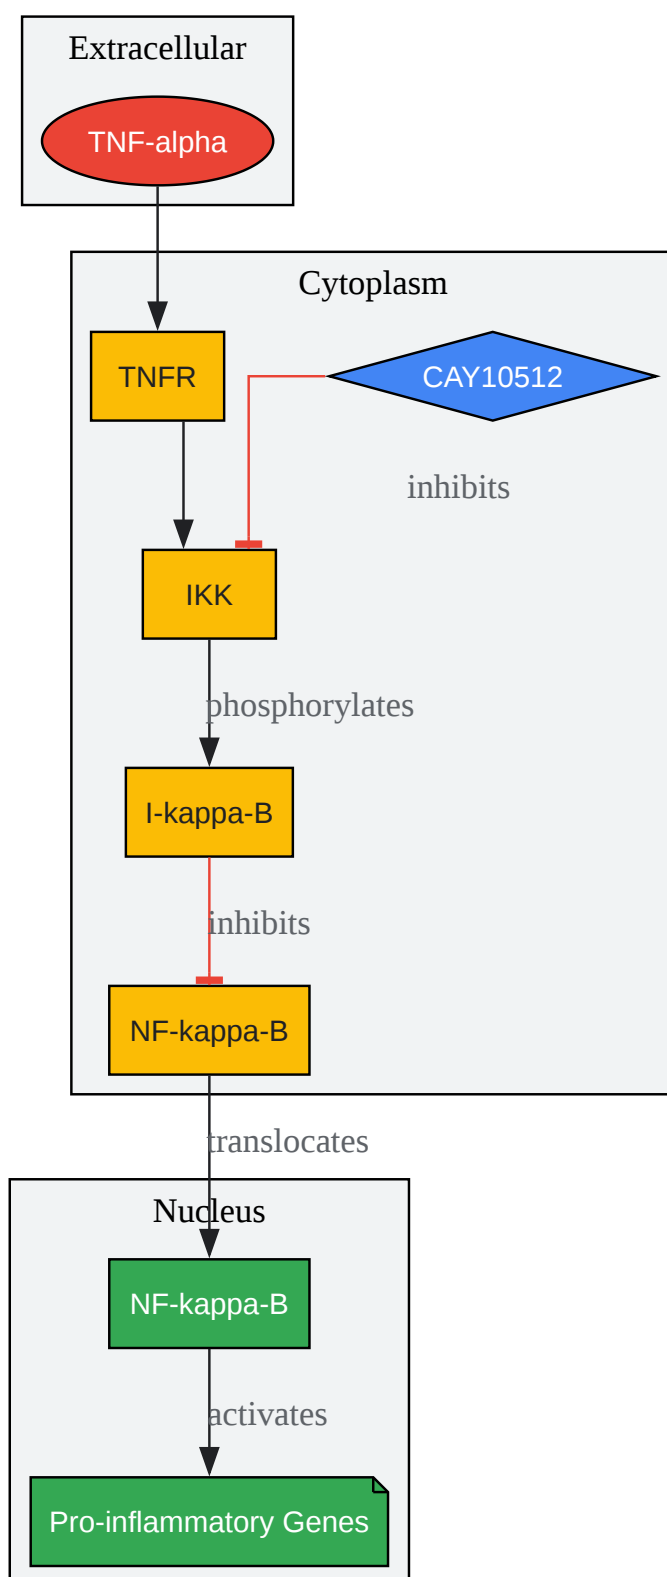 Extracellular
TNF-alpha
Cytoplasm
TNFR
CAY10512
inhibits
IKK
phosphorylates
I-kappa-B
inhibits
NF-kappa-B
translocates
Nucleus
NF-kappa-B
activates
Pro-inflammatory Genes